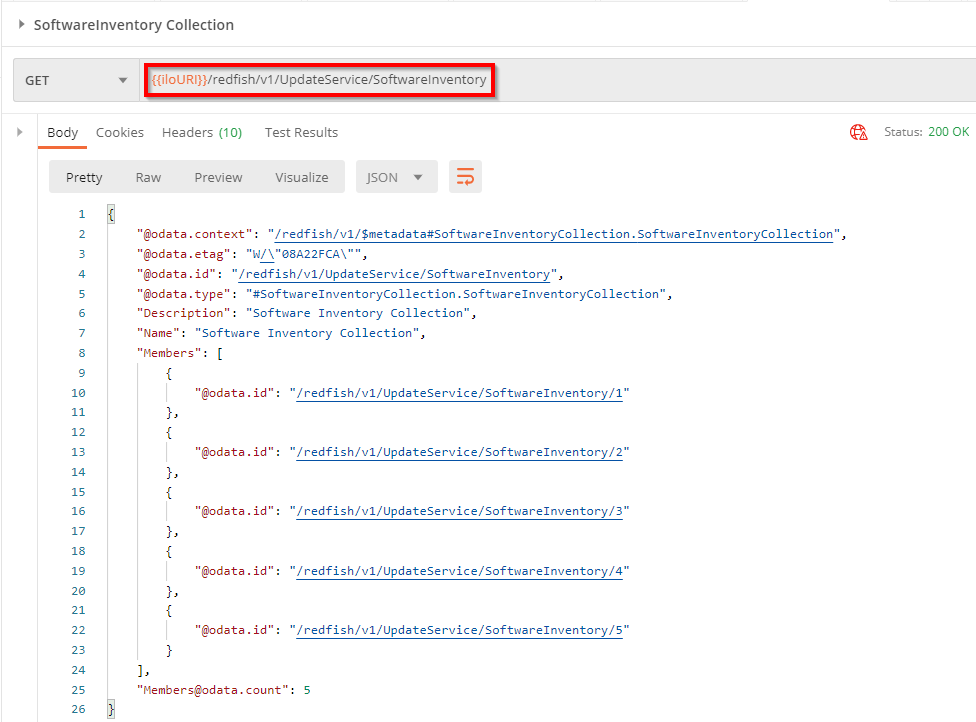 SoftwareInventory Collection
GET {{iloURI}}/redfish/v1/UpdateService/SoftwareInventory
Body Cookies Headers (10) Test Results Status: 200 OK
Pretty Raw Preview Visualize JSON
1 {
2 "@odata.context": "/redfish/v1/$metadata#SoftwareInventoryCollection.SoftwareInventoryCollection",
3 "@odata.etag": "W/\"08A22FCA\"",
4 "@odata.id": "/redfish/v1/UpdateService/SoftwareInventory",
5 "@odata.type": "#SoftwareInventoryCollection.SoftwareInventoryCollection",
6 "Description": "Software Inventory Collection",
7 "Name": "Software Inventory Collection",
8 "Members": [
9 {
10 "@odata.id": "/redfish/v1/UpdateService/SoftwareInventory/1"
11 },
12 {
13 "@odata.id": "/redfish/v1/UpdateService/SoftwareInventory/2"
14 },
15 {
16 "@odata.id": "/redfish/v1/UpdateService/SoftwareInventory/3"
17 },
18 {
19 "@odata.id": "/redfish/v1/UpdateService/SoftwareInventory/4"
20 },
21 {
22 "@odata.id": "/redfish/v1/UpdateService/SoftwareInventory/5"
23 }
24 ],
25 "Members@odata.count": 5
26 }